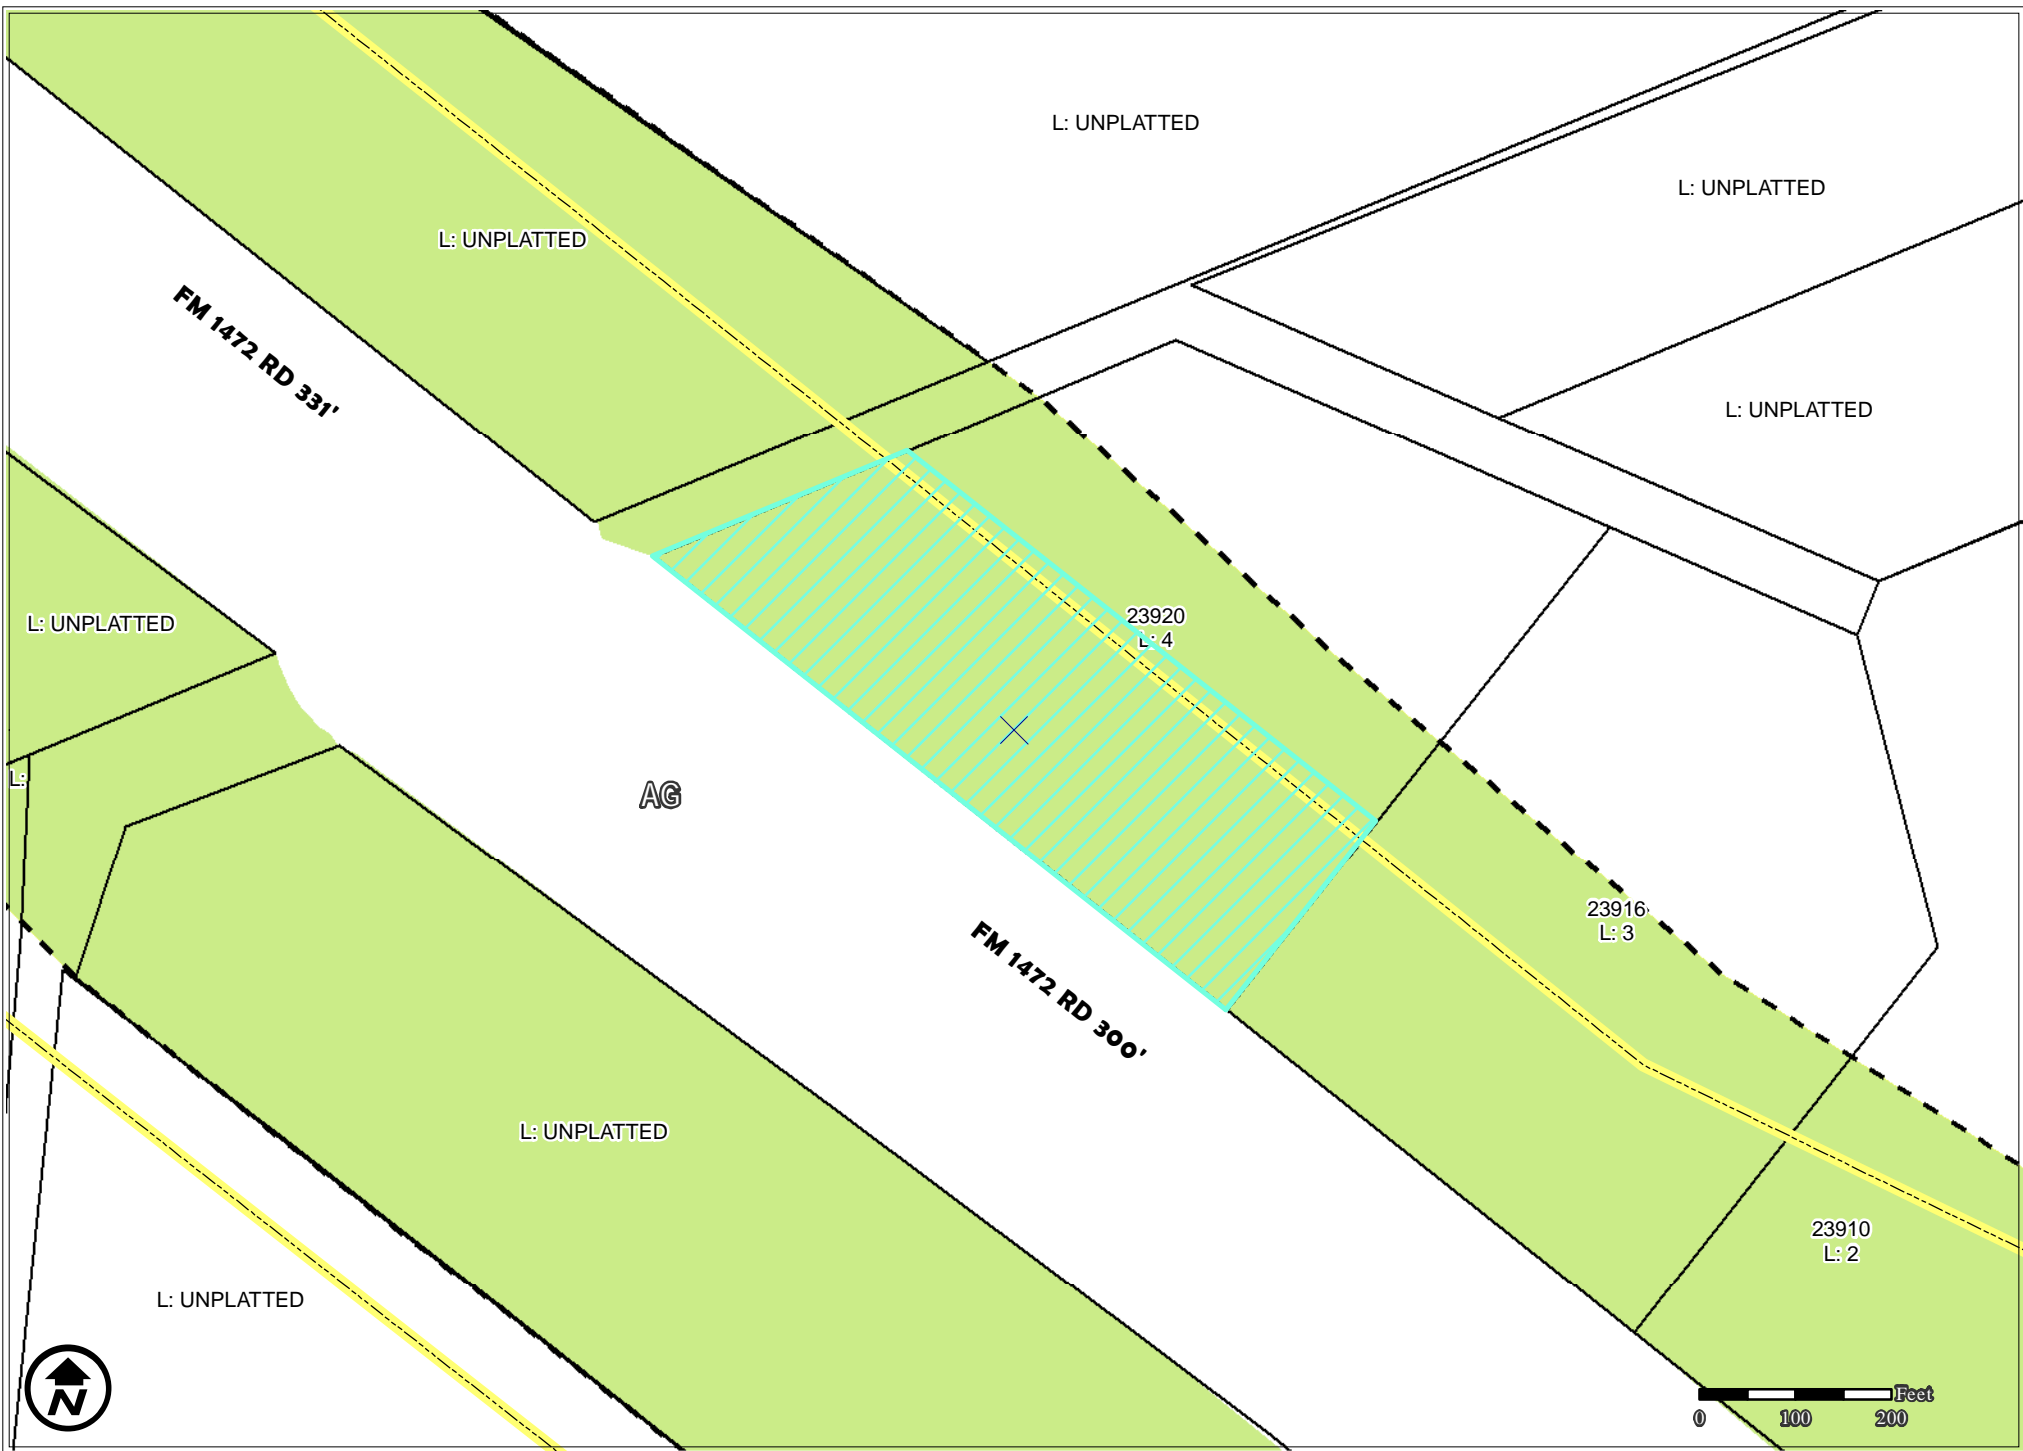 L: UNPLATTED
L: UNPLATTED
L: UNPLATTED
FM 1472 RD 331'
L: UNPLATTED
L: UNPLATTED
23920
L: 4
L:
AG
23916
L: 3
FM 1472 RD 300'
L: UNPLATTED
23910
L: 2
L: UNPLATTED
N
Feet
0 100 200